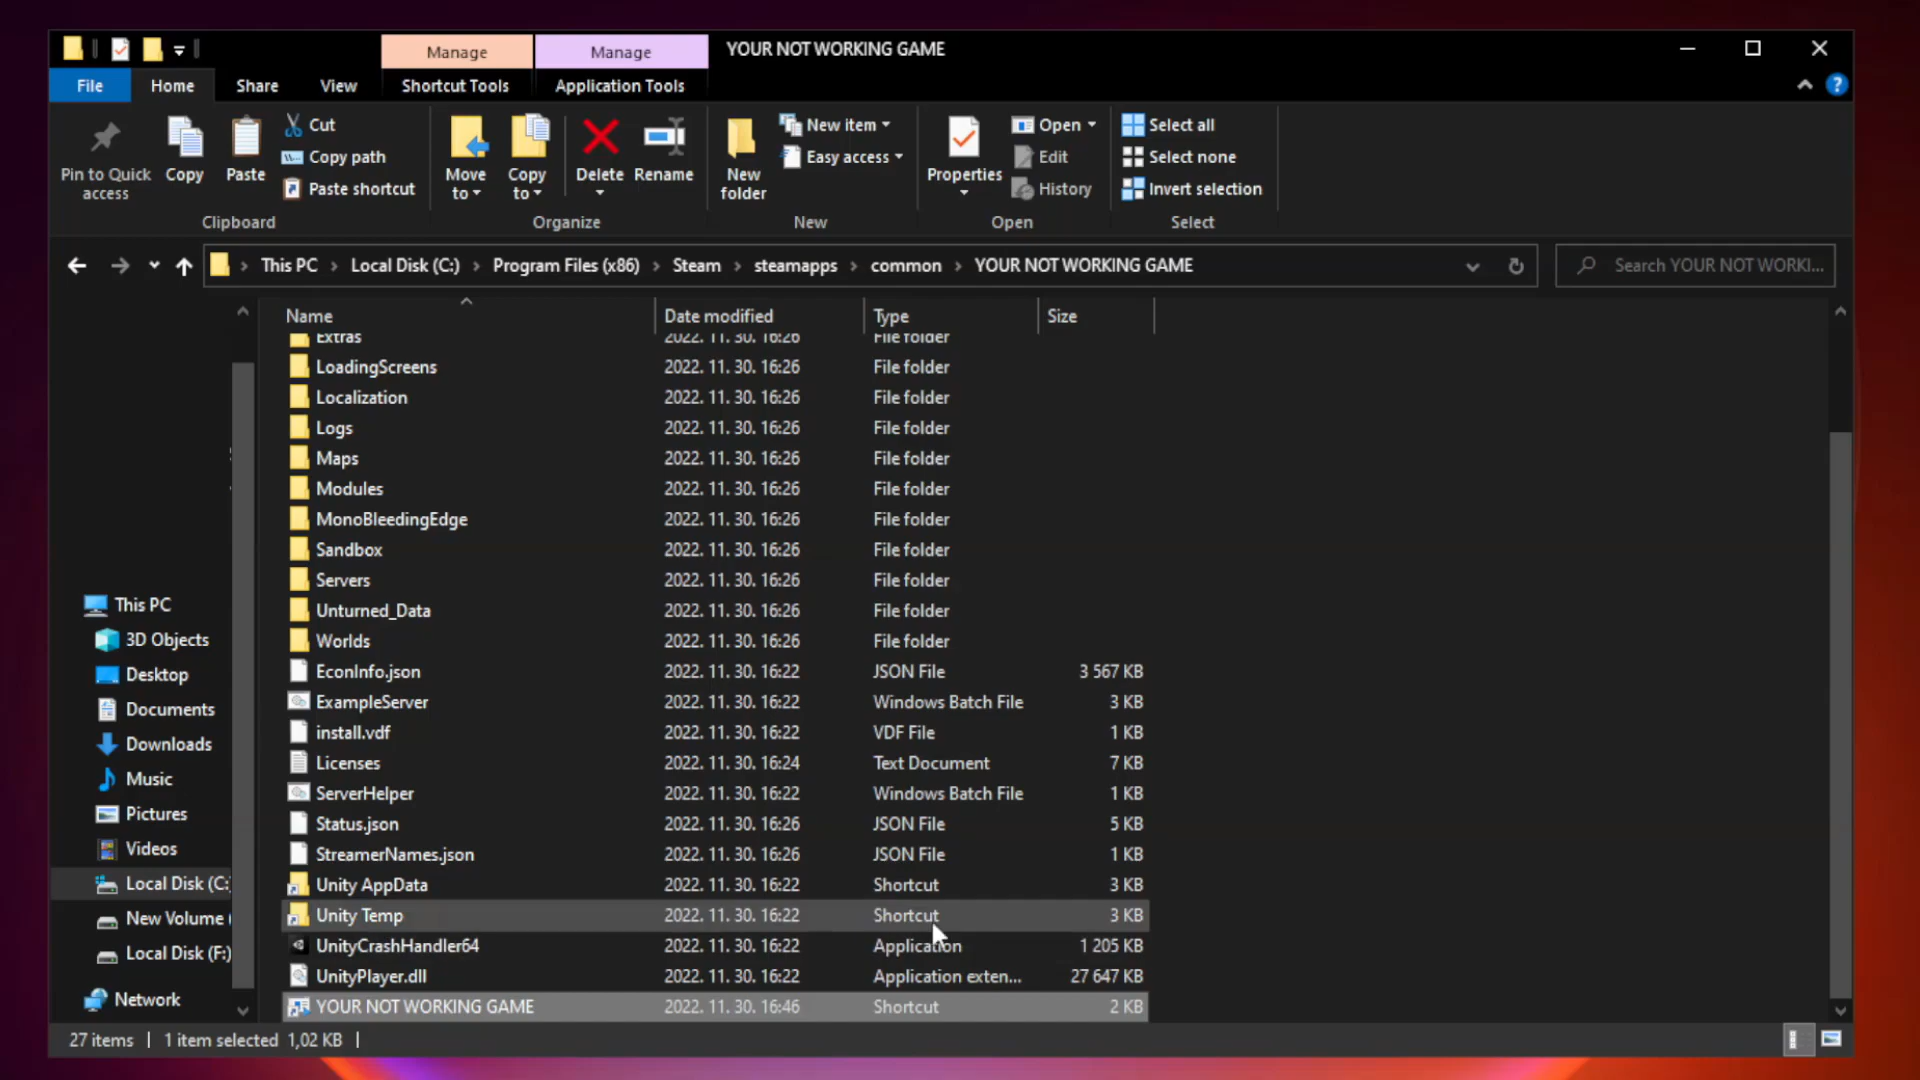 Manage Manage YOUR NOT WORKING GAME
File Home Share View Shortcut Tools Application Tools
Pin to Quick access
Copy
Paste
Cut
Copy path
Paste shortcut
Clipboard
Move to
Copy to
Delete
Rename
Organize
New folder
New item
Easy access
New
Properties
Open
Edit
History
Open
Select all
Select none
Invert selection
Select
This PC Local Disk (C:) Program Files (x86) Steam steamapps common YOUR NOT WORKING GAME
Search YOUR NOT WORKI...
This PC
3D Objects
Desktop
Documents
Downloads
Music
Pictures
Videos
Local Disk (C:
New Volume (
Local Disk (F:)
Network
Name Date modified Type Size
Extras 2022. 11. 30. 16:26 File folder
LoadingScreens 2022. 11. 30. 16:26 File folder
Localization 2022. 11. 30. 16:26 File folder
Logs 2022. 11. 30. 16:26 File folder
Maps 2022. 11. 30. 16:26 File folder
Modules 2022. 11. 30. 16:26 File folder
MonoBleedingEdge 2022. 11. 30. 16:26 File folder
Sandbox 2022. 11. 30. 16:26 File folder
Servers 2022. 11. 30. 16:26 File folder
Unturned_Data 2022. 11. 30. 16:26 File folder
Worlds 2022. 11. 30. 16:26 File folder
EconInfo.json 2022. 11. 30. 16:22 JSON File 3 567 KB
ExampleServer 2022. 11. 30. 16:22 Windows Batch File 3 KB
install.vdf 2022. 11. 30. 16:22 VDF File 1 KB
Licenses 2022. 11. 30. 16:24 Text Document 7 KB
ServerHelper 2022. 11. 30. 16:22 Windows Batch File 1 KB
Status.json 2022. 11. 30. 16:26 JSON File 5 KB
StreamerNames.json 2022. 11. 30. 16:26 JSON File 1 KB
Unity AppData 2022. 11. 30. 16:22 Shortcut 3 KB
Unity Temp 2022. 11. 30. 16:22 Shortcut 3 KB
UnityCrashHandler64 2022. 11. 30. 16:22 Application 1 205 KB
UnityPlayer.dll 2022. 11. 30. 16:22 Application exten... 27 647 KB
YOUR NOT WORKING GAME 2022. 11. 30. 16:46 Shortcut 2 KB
27 items 1 item selected 1,02 KB